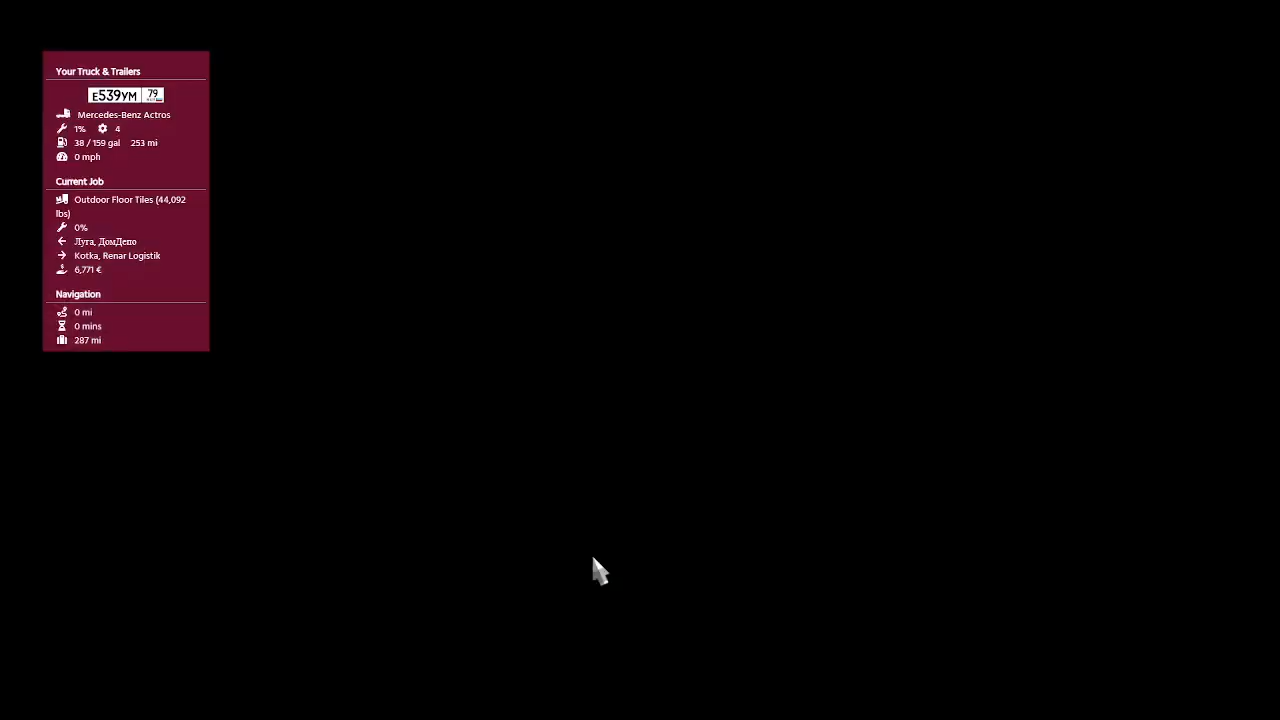 Your Truck & Trailers
Е539УМ 79
Mercedes-Benz Actros
1% 4
38 / 159 gal 253 mi
0 mph
Current Job
Outdoor Floor Tiles (44,092
lbs)
0%
Луга, ДомДепо
Kotka, Renar Logistik
6,771 €
Navigation
0 mi
0 mins
287 mi